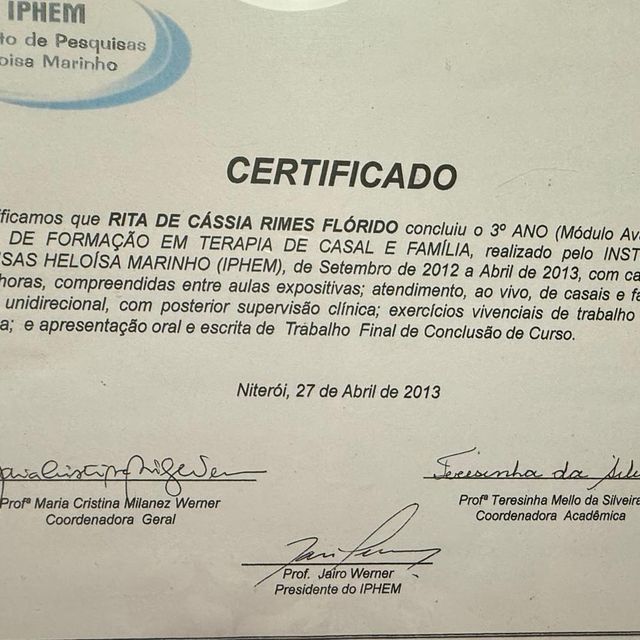 IPHEM
to de Pesquisas
oisa Marinho
CERTIFICADO
ificamos que RITA DE CÁSSIA RIMES FLÓRIDO concluiu o 3º ANO (Módulo Ava
DE FORMAÇÃO EM TERAPIA DE CASAL E FAMÍLIA, realizado pelo INST
SAS HELOÍSA MARINHO (IPHEM), de Setembro de 2012 a Abril de 2013, com ca
horas, compreendidas entre aulas expositivas; atendimento, ao vivo, de casais e fa
unidirecional, com posterior supervisão clínica; exercícios vivenciais de trabalho
a; e apresentação oral e escrita de Trabalho Final de Conclusão de Curso.
Niterói, 27 de Abril de 2013
Teresinha da Silv
Profª Maria Cristina Milanez Werner
Coordenadora Geral
Profª Teresinha Mello da Silveira
Coordenadora Acadêmica
Prof. Jairo Werner
Presidente do IPHEM